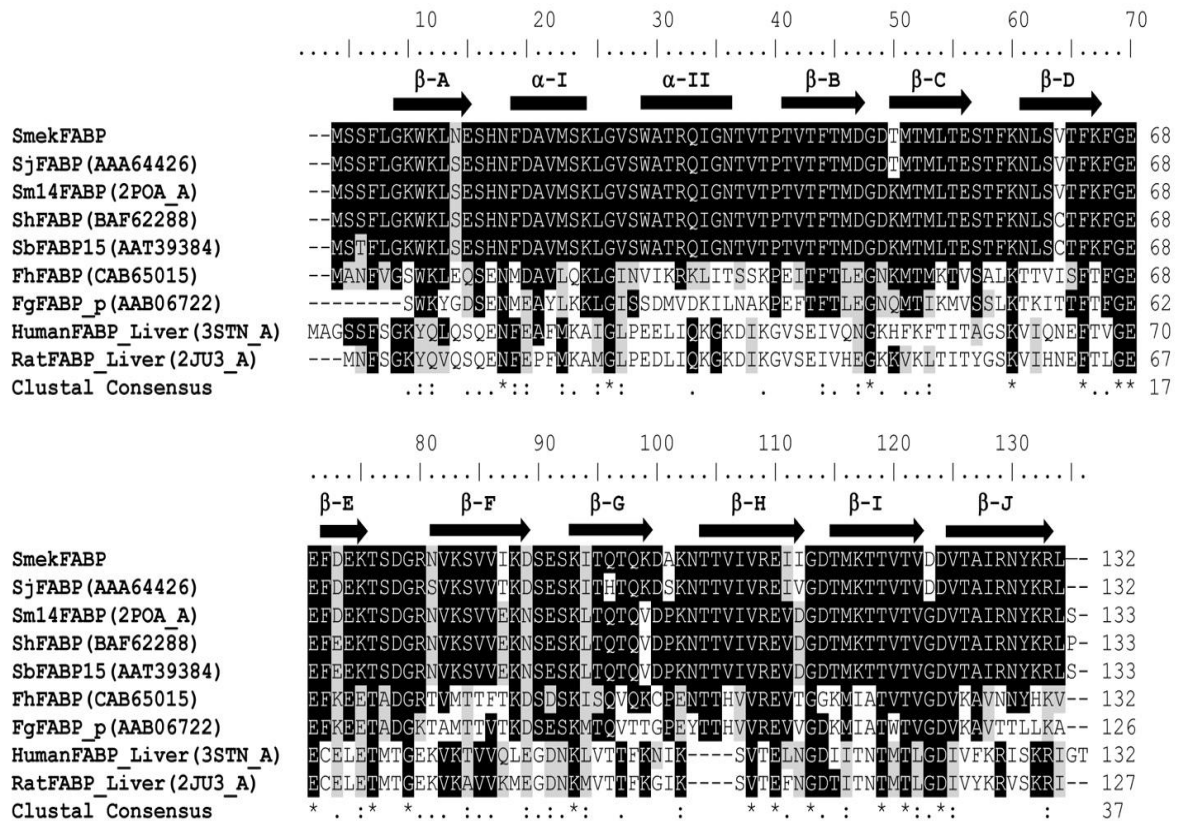 10 20 30 40 50 60 70
....|....|....|....|....|....|....|....|....|....|....|....|....|....|
β-A α-I α-II β-B β-C β-D
SmekFABP --MSSFLGKWKLNESHNFDAVMSKLGVSWATRQIGNTVTPTVTFTMDGDTMTMLTESTFKNLSVTFKFGE 68
SjFABP(AAA64426) --MSSFLGKWKLSESHNFDAVMSKLGVSWATRQIGNTVTPTVTFTMDGDTMTMLTESTFKNLSVTFKFGE 68
Sm14FABP(2POA_A) --MSSFLGKWKLSESHNFDAVMSKLGVSWATRQIGNTVTPTVTFTMDGDKMTMLTESTFKNLSVTFKFGE 68
ShFABP(BAF62288) --MSSFLGKWKLSESHNFDAVMSKLGVSWATRQIGNTVTPTVTFTMDGDKMTMLTESTFKNLSCTFKFGE 68
SbFABP15(AAT39384) --MSTFLGKWKLSESHNFDAVMSKLGVSWATRQIGNTVTPTVTFTMDGDKMTMLTESTFKNLSCTFKFGE 68
FhFABP(CAB65015) --MANFVGSWKLEQSENMDAVLQKLGINVIKRKLITSSKPEITFTLEGNKMTMKTVSALKTTVISFTFGE 68
FgFABP_p(AAB06722) --------SWKYGDSENMEAYLKKLGISSDMVDKILNAKPEFTFTLEGNQMTIKMVSSLKTKITTFTFGE 62
HumanFABP_Liver(3STN_A) MAGSSFSGKYQLQSQENFEAFMKAIGLPEELIQKGKDIKGVSEIVQNGKHFKFTITAGSKVIQNEFTVGE 70
RatFABP_Liver(2JU3_A) ---MNFSGKYQVQSQENFEPFMKAMGLPEDLIQKGKDIKGVSEIVHEGKKVKLTITYGSKVIHNEFTLGE 67
Clustal Consensus .:: ..*:: .: *: . . : .:* ..: * *..** 17
80 90 100 110 120 130
....|....|....|....|....|....|....|....|....|....|....|....|....|.
β-E β-F β-G β-H β-I β-J
SmekFABP EFDEKTSDGRNVKSVVIKDSESKITQTQKDAKNTTVIVREIIGDTMKTTVTVDDVTAIRNYKRL-- 132
SjFABP(AAA64426) EFDEKTSDGRSVKSVVTKDSESKITHTQKDSKNTTVIVREIVGDTMKTTVTVDDVTAIRNYKRL-- 132
Sm14FABP(2POA_A) EFDEKTSDGRNVKSVVEKNSESKLTQTQVDPKNTTVIVREVDGDTMKTTVTVGDVTAIRNYKRLS- 133
ShFABP(BAF62288) EFEEKTSDGRNVKSVVEKNSESKLTQTQVDPKNTTVIVREVDGDTMKTTVTVGDVTAIRNYKRLP- 133
SbFABP15(AAT39384) EFEEKTSDGRNVKSVVEKNSESKLTQTQVDPKNTTVIVREVDGDTMKTTVTVGDVTAIRNYKRLS- 133
FhFABP(CAB65015) EFKEETADGRTVMTTFTKDSDSKISQVQKCPENTTHVVREVTGGKMIATVTVGDVKAVNNYHKV-- 132
FgFABP_p(AAB06722) EFKEETADGKTAMTTVTKDSESKMTQVTTGPEYTTHVVREVVGDKMIATWTVGDVKAVTTLLKA-- 126
HumanFABP_Liver(3STN_A) ECELETMTGEKVKTVVQLEGDNKLVTTFKNIK----SVTELNGDIITNTMTLGDIVFKRISKRIGT 132
RatFABP_Liver(2JU3_A) ECELETMTGEKVKAVVKMEGDNKMVTTFKGIK----SVTEFNGDTITNTMTLGDIVYKRVSKRI-- 127
Clustal Consensus * . :* *.. :.. :.:.*: . : * *. *. : * *: *: : 37